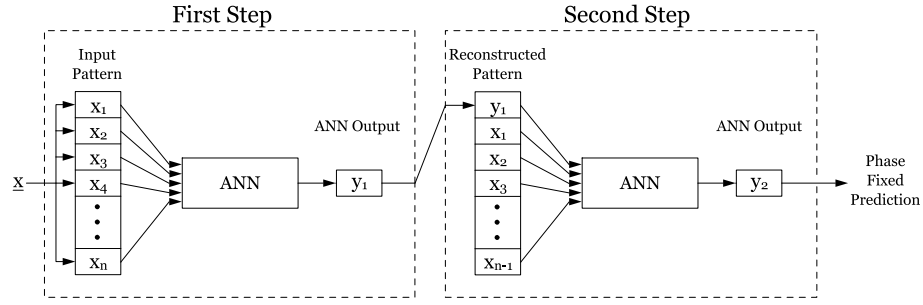 First Step
Second Step
Input
Pattern
x1
x2
x3
x4
xn
x
ANN
ANN Output
y1
Reconstructed
Pattern
y1
x1
x2
x3
xn-1
ANN
ANN Output
y2
Phase
Fixed
Prediction